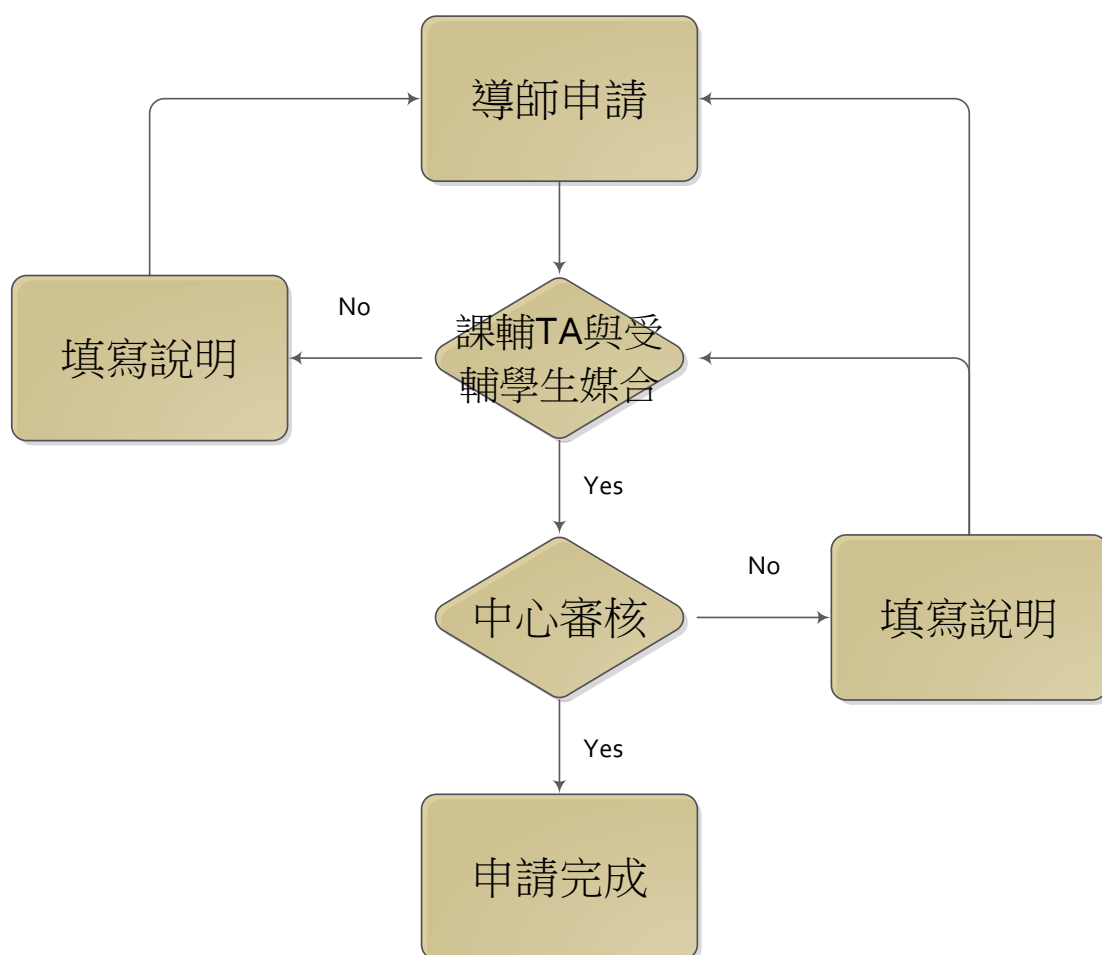 導師申請
No
課輔TA與受
輔學生媒合
填寫說明
Yes
No
中心審核
填寫說明
Yes
申請完成